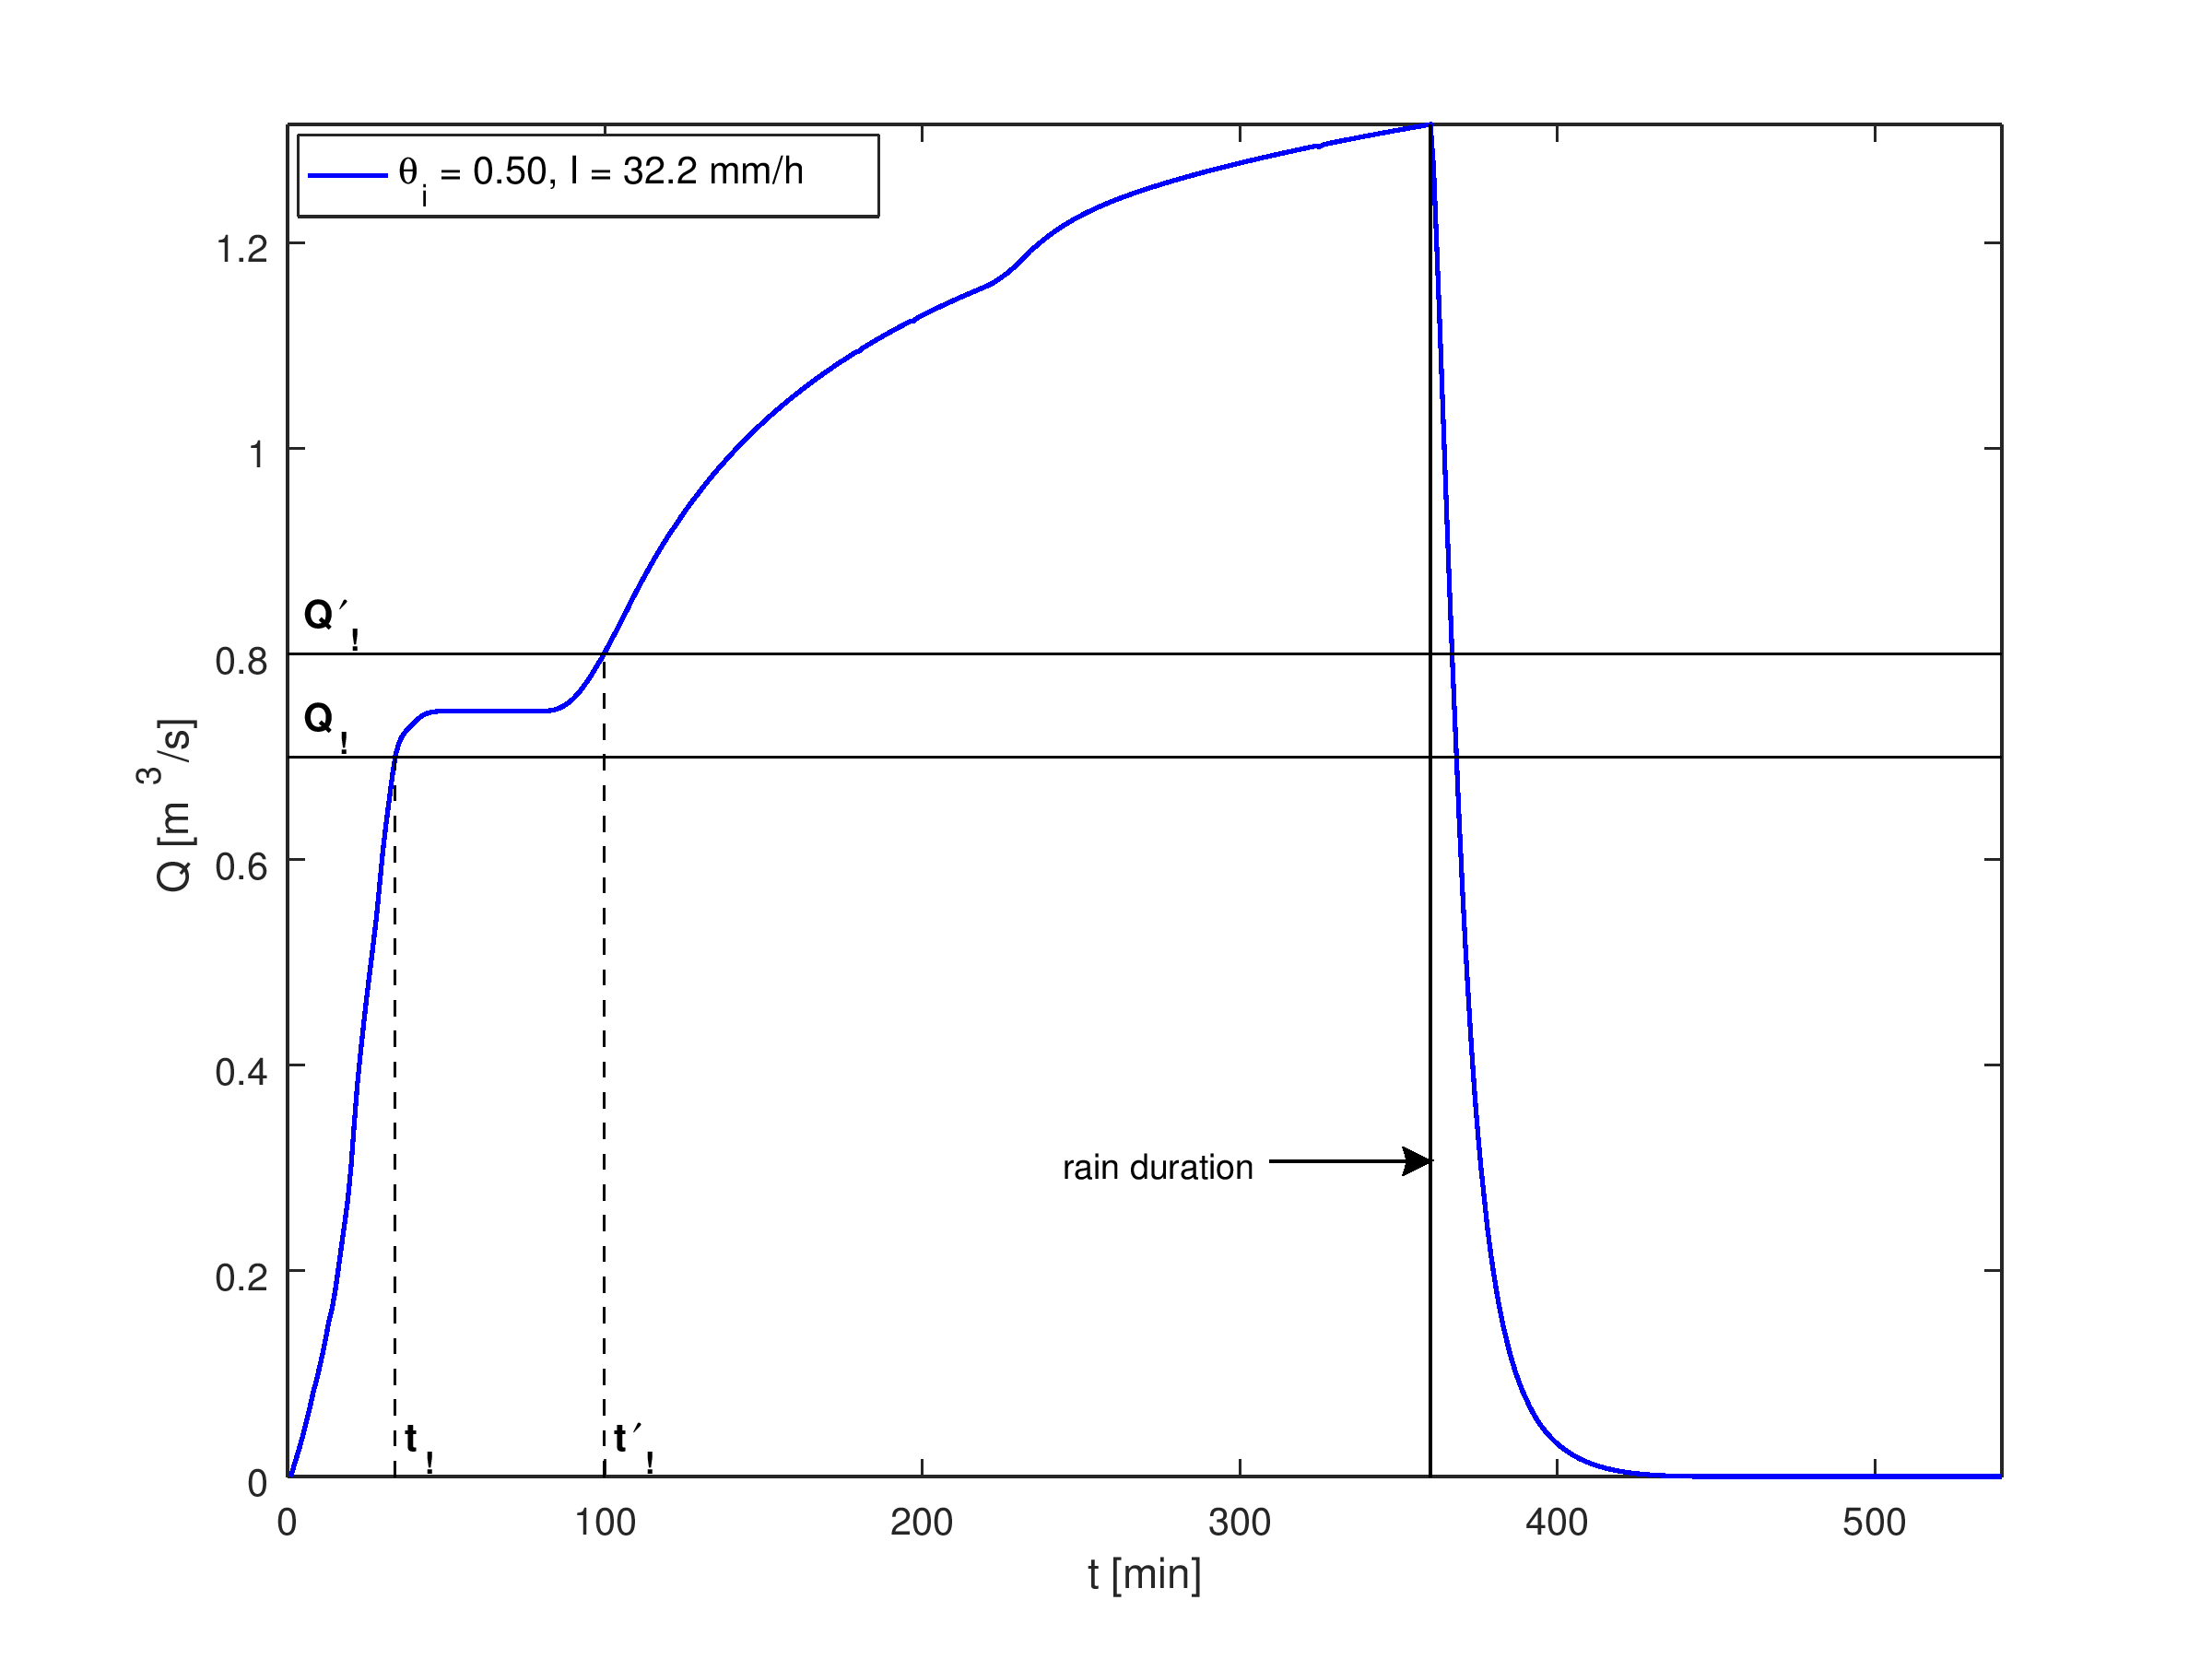 θi = 0.50, I = 32.2 mm/h
1.2
1
Q′!
0.8
Q!
0.6
0.4
0.2
0
Q [m3/s]
rain duration
t!
t′!
0 100 200 300 400 500
t [min]